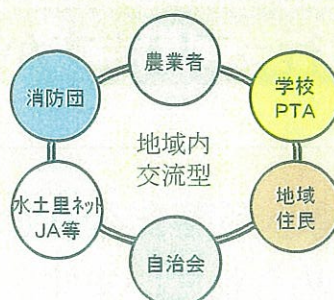 農業者
消防団
学校
PTA
地域内
交流型
水土里ネット
JA等
地域
住民
自治会